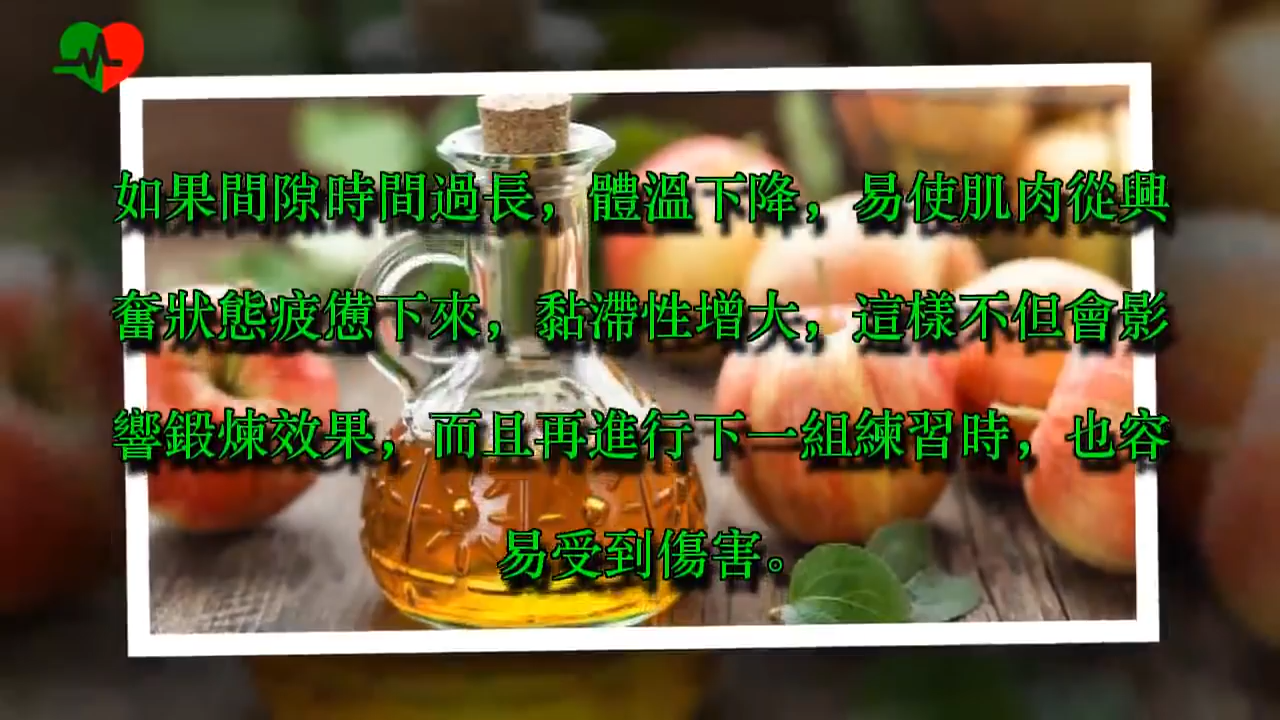 如果間隙時間過長，體溫下降，易使肌肉從興
奮狀態疲憊下來，黏滯性增大，這樣不但會影
響鍛煉效果，而且再進行下一組練習時，也容
易受到傷害。